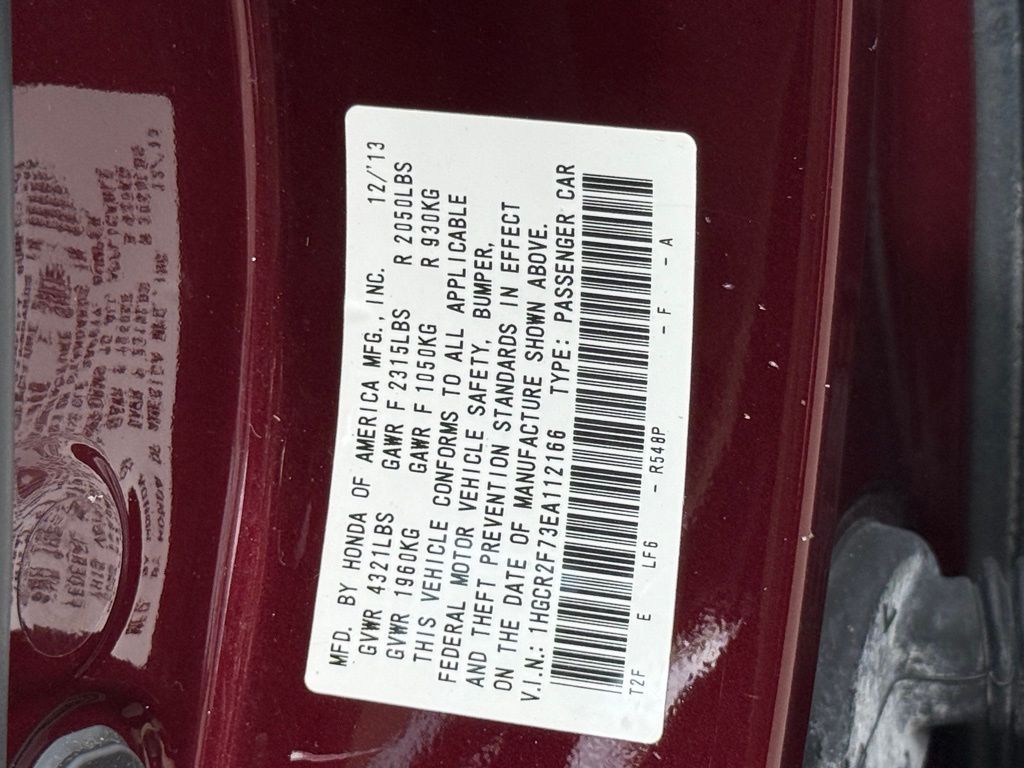 MFD. BY HONDA OF AMERICA MFG., INC. 12/'13
GVWR 4321LBS GAWR F 2315LBS R 2050LBS
GVWR 1960KG GAWR F 1050KG R 930KG
THIS VEHICLE CONFORMS TO ALL APPLICABLE
FEDERAL MOTOR VEHICLE SAFETY, BUMPER,
AND THEFT PREVENTION STANDARDS IN EFFECT
ON THE DATE OF MANUFACTURE SHOWN ABOVE.
V.I.N.: 1HGCR2F73EA112166 TYPE: PASSENGER CAR
T2F E LF6 - R548P - F - A